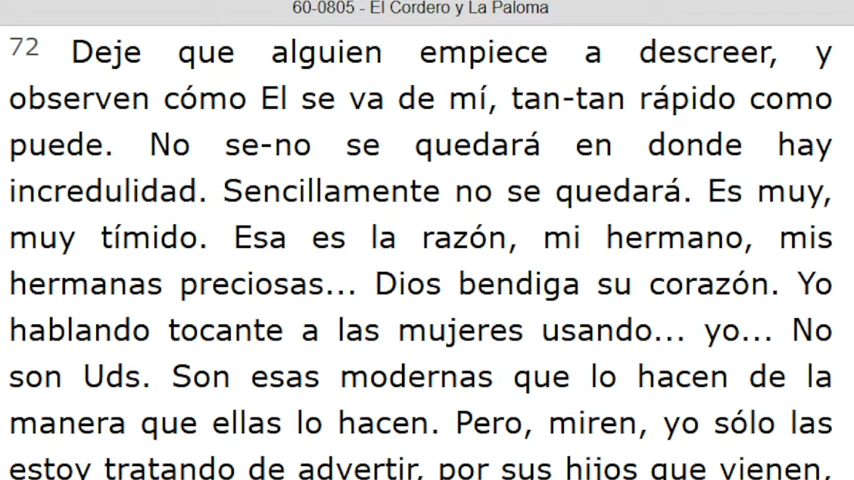 60-0805 - El Cordero y La Paloma
72 Deje que alguien empiece a descreer, y
observen cómo El se va de mí, tan-tan rápido como
puede. No se-no se quedará en donde hay
incredulidad. Sencillamente no se quedará. Es muy,
muy tímido. Esa es la razón, mi hermano, mis
hermanas preciosas... Dios bendiga su corazón. Yo
hablando tocante a las mujeres usando... yo... No
son Uds. Son esas modernas que lo hacen de la
manera que ellas lo hacen. Pero, miren, yo sólo las
estoy tratando de advertir, por sus hijos que vienen,